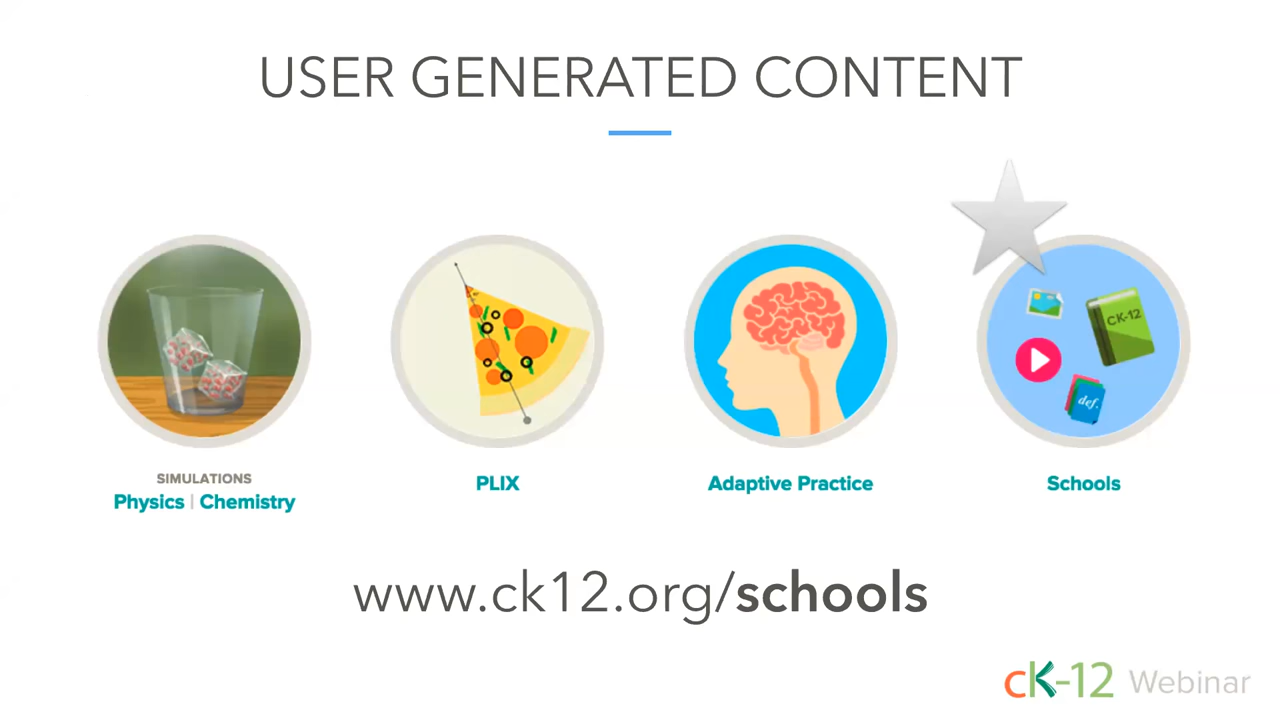 USER GENERATED CONTENT
CK-12
def.
SIMULATIONS
Physics | Chemistry
PLIX
Adaptive Practice
Schools
www.ck12.org/schools
cK-12 Webinar